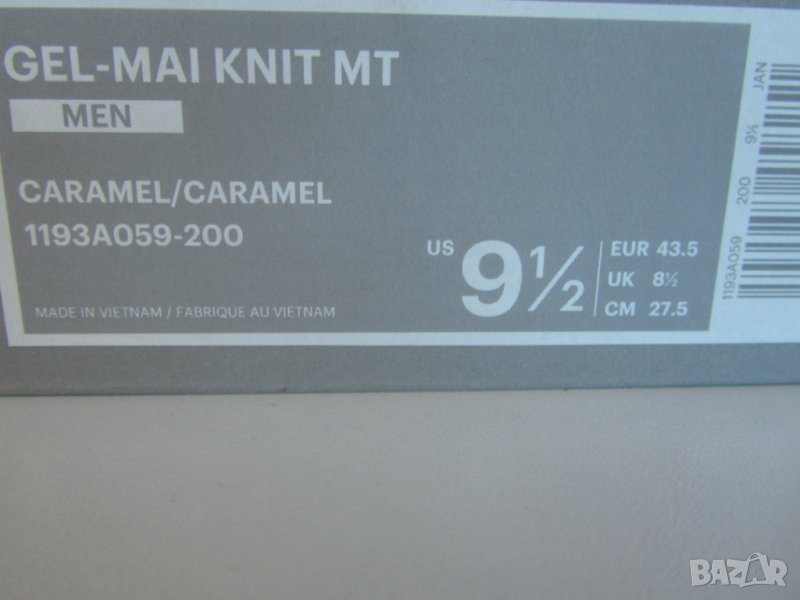 GEL-MAI KNIT MT
MEN
CARAMEL/CARAMEL
1193A059-200
US 9½
EUR 43.5
UK 8½
CM 27.5
MADE IN VIETNAM / FABRIQUE AU VIETNAM
1193A059 200 9½ JAN
BAZAR